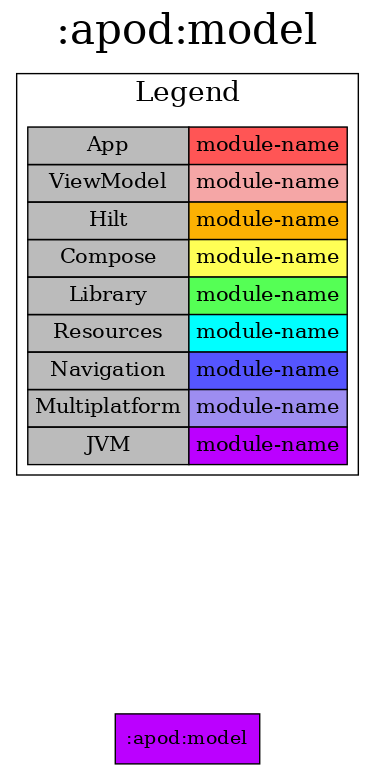 :apod:model
Legend
App module-name
ViewModel module-name
Hilt module-name
Compose module-name
Library module-name
Resources module-name
Navigation module-name
Multiplatform module-name
JVM module-name
:apod:model